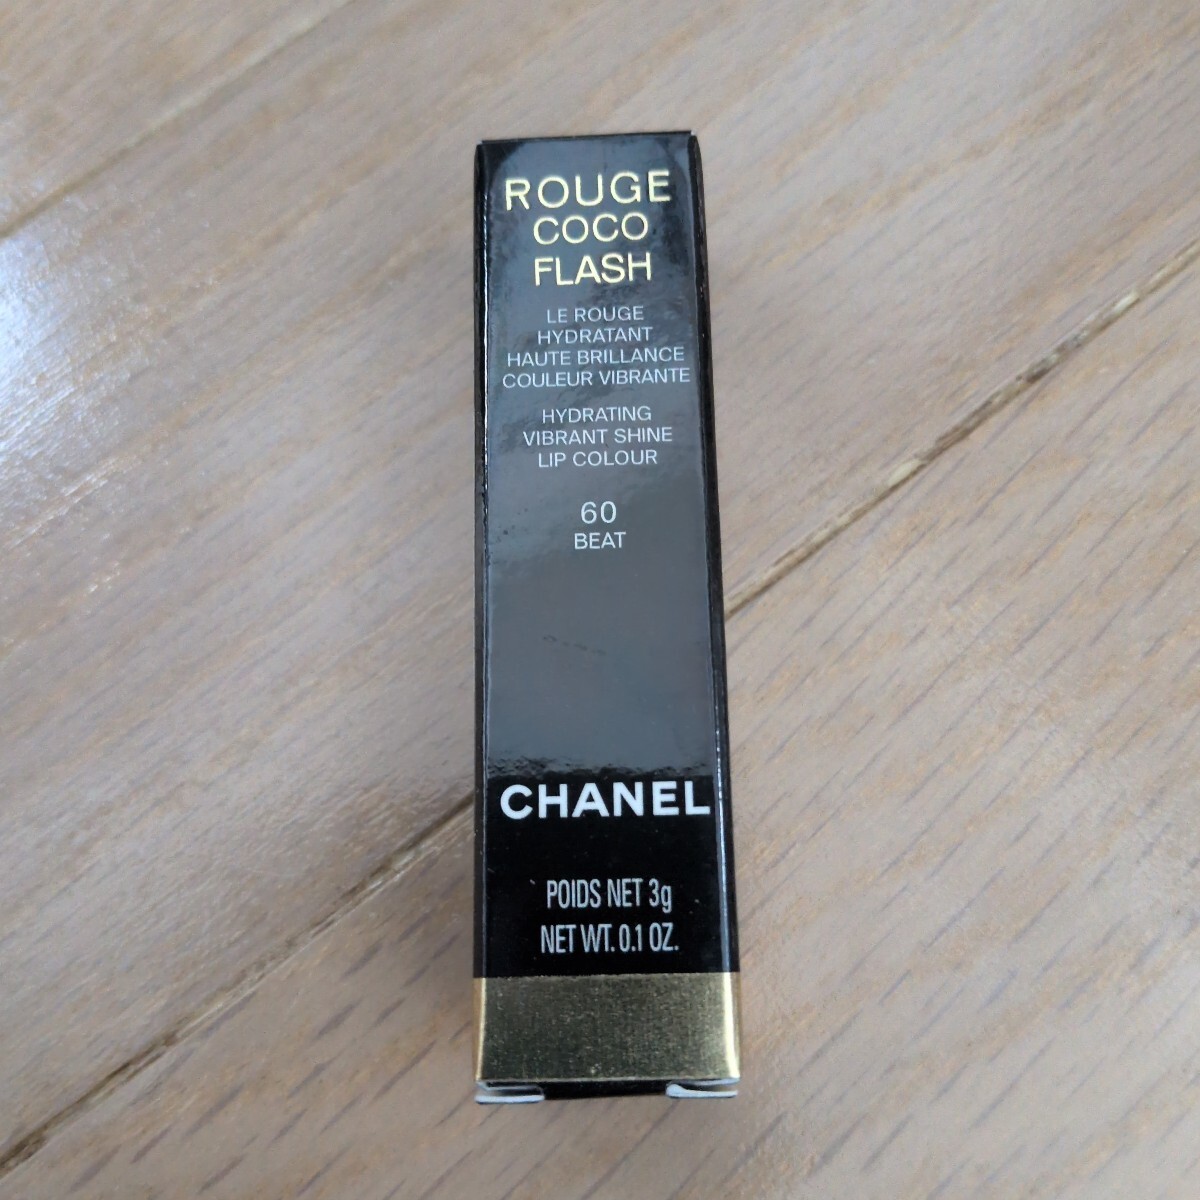 ROUGE
COCO
FLASH
LE ROUGE
HYDRATANT
HAUTE BRILLANCE
COULEUR VIBRANTE
HYDRATING
VIBRANT SHINE
LIP COLOUR
60
BEAT
CHANEL
POIDS NET 3g
NET WT. 0.1 OZ.